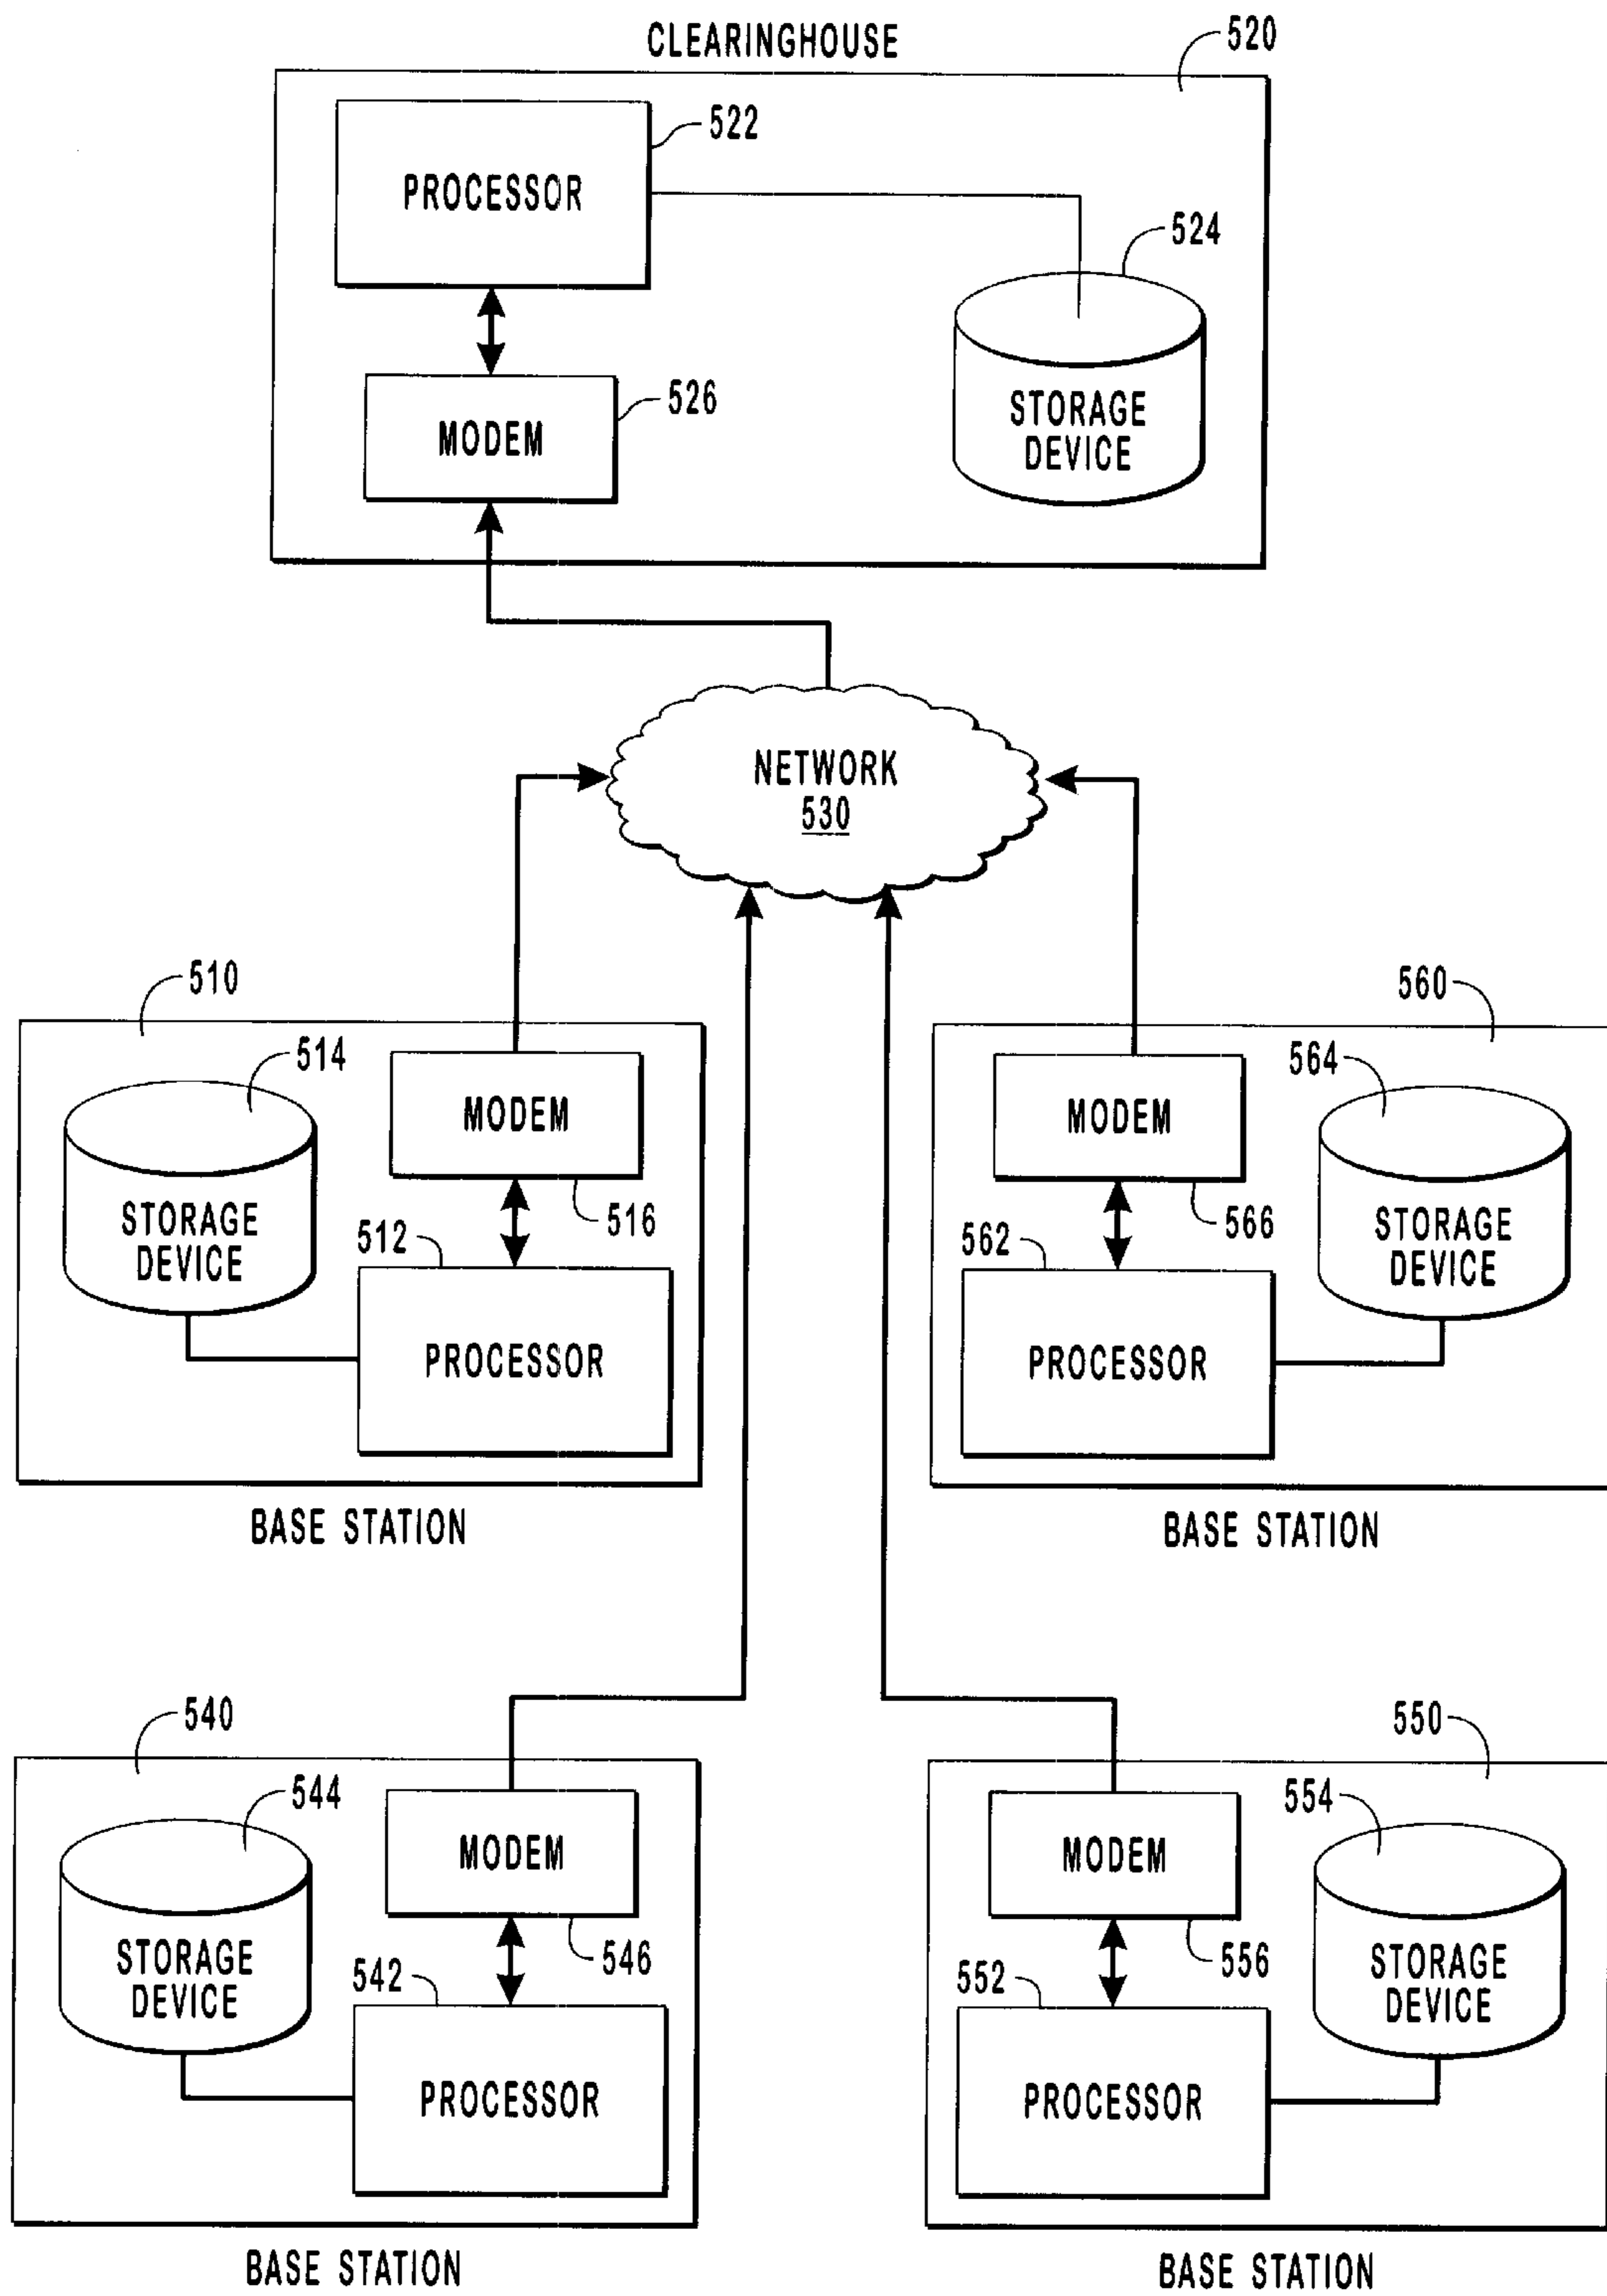 CLEARINGHOUSE
520
522
PROCESSOR
524
526
MODEM
STORAGE
DEVICE
NETWORK
530
510
514
MODEM
STORAGE
DEVICE
516
512
PROCESSOR
BASE STATION
560
564
MODEM
566
STORAGE
DEVICE
562
PROCESSOR
BASE STATION
540
544
MODEM
STORAGE
DEVICE
546
542
PROCESSOR
BASE STATION
550
554
MODEM
556
STORAGE
DEVICE
552
PROCESSOR
BASE STATION